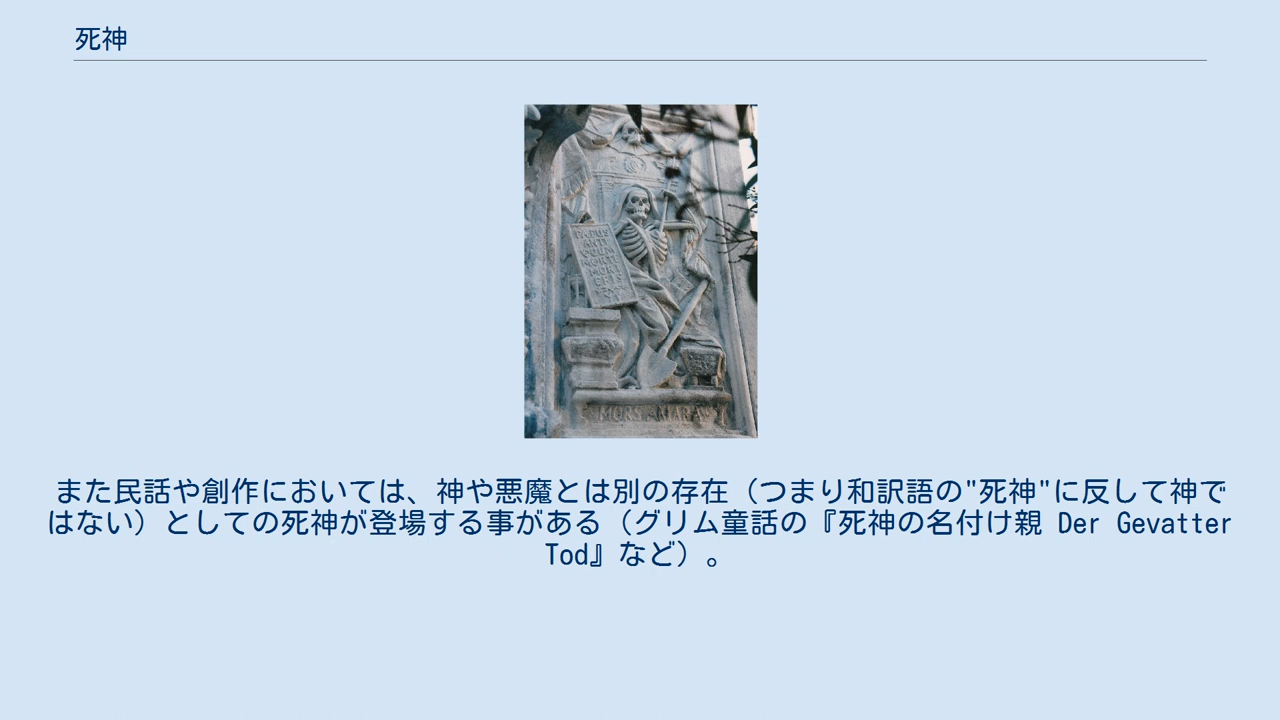 死神
MORS AMARA
また民話や創作においては、神や悪魔とは別の存在（つまり和訳語の"死神"に反して神で
はない）としての死神が登場する事がある（グリム童話の『死神の名付け親 Der Gevatter
Tod』など）。